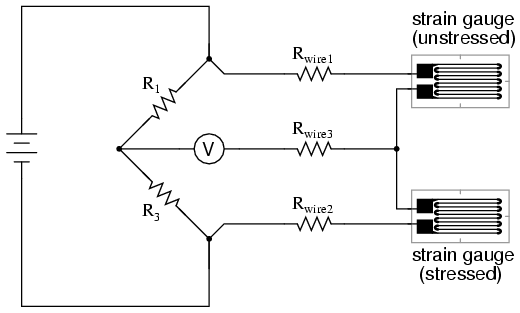 strain gauge
(unstressed)
Rwire1
R1
Rwire3
V
R3
Rwire2
strain gauge
(stressed)